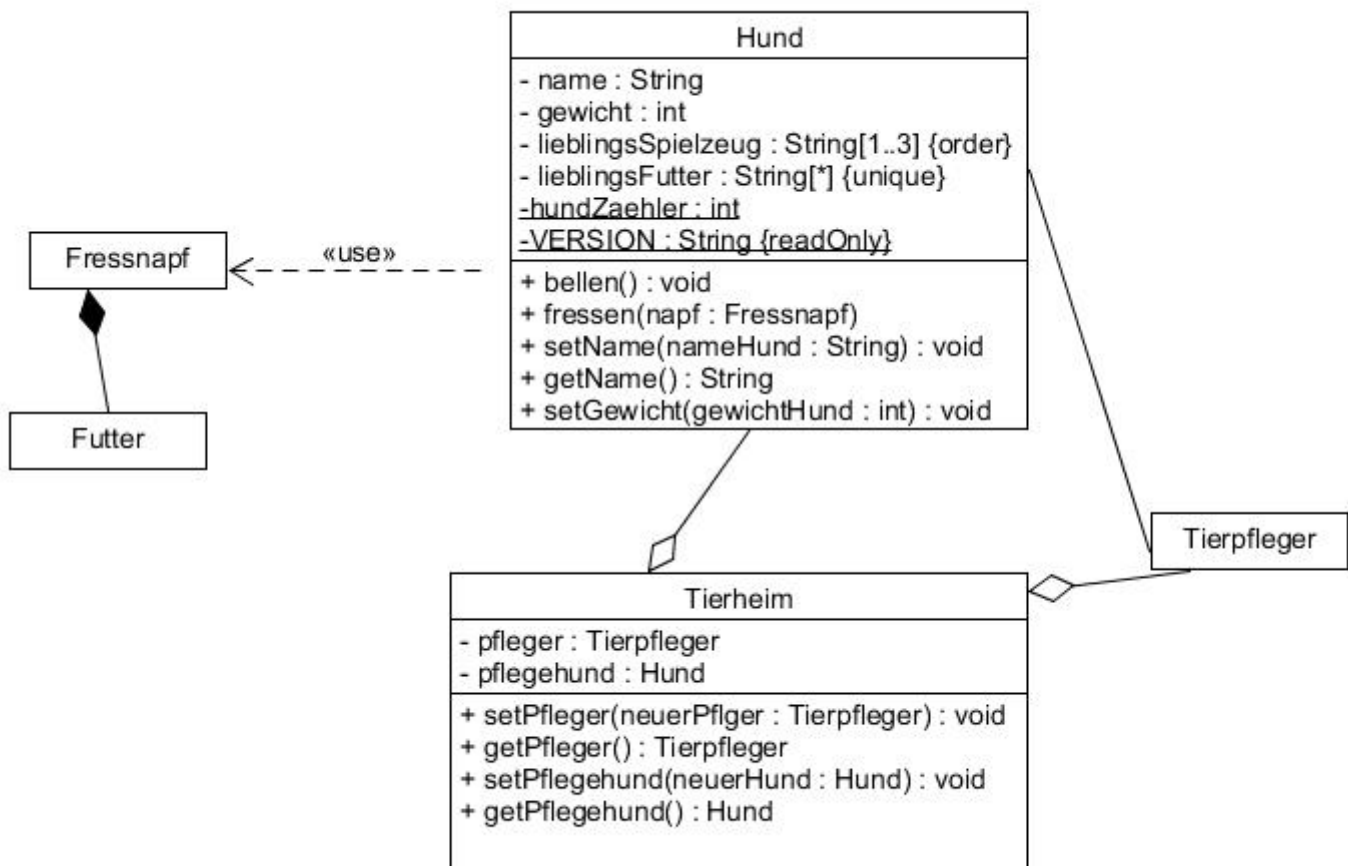 Hund
- name : String
- gewicht : int
- lieblingsSpielzeug : String[1..3] {order}
- lieblingsFutter : String[*] {unique}
-hundZaehler : int
-VERSION : String {readOnly}
+ bellen() : void
+ fressen(napf : Fressnapf)
+ setName(nameHund : String) : void
+ getName() : String
+ setGewicht(gewichtHund : int) : void
«use»
Fressnapf
Futter
Tierpfleger
Tierheim
- pfleger : Tierpfleger
- pflegehund : Hund
+ setPfleger(neuerPflger : Tierpfleger) : void
+ getPfleger() : Tierpfleger
+ setPflegehund(neuerHund : Hund) : void
+ getPflegehund() : Hund